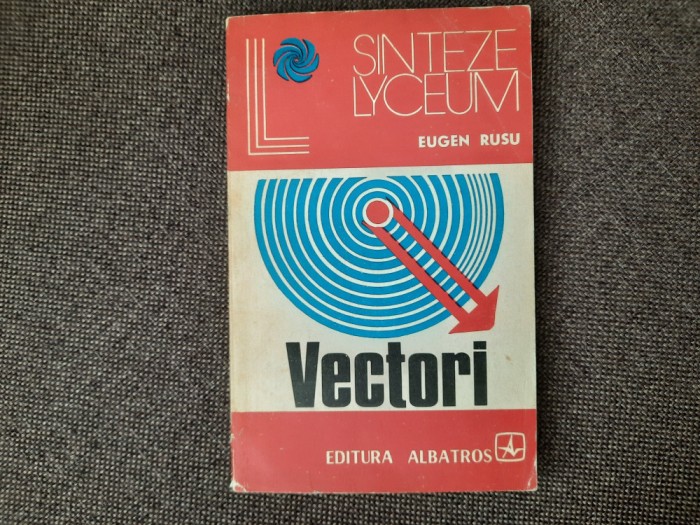 SINTEZE
LYCEUM
EUGEN RUSU
Vectori
EDITURA ALBATROS